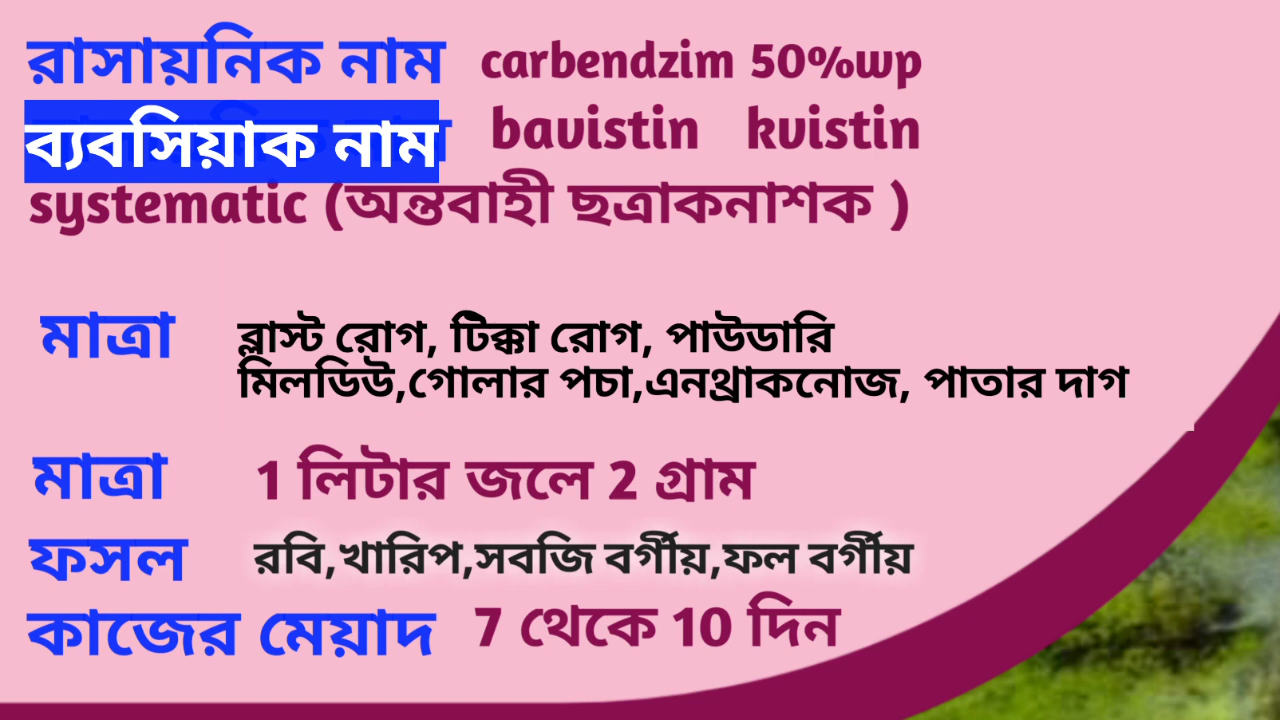 রাসায়নিক নাম carbendzim 50%wp
ব্যবসিয়াক নাম bavistin kvistin
systematic (অন্তবাহী ছত্রাকনাশক )
মাত্রা ব্লাস্ট রোগ, টিক্কা রোগ, পাউডারি
মিলডিউ,গোলার পচা,এনথ্রাকনোজ, পাতার দাগ
মাত্রা 1 লিটার জলে 2 গ্রাম
ফসল রবি,খারিপ,সবজি বর্গীয়,ফল বর্গীয়
কাজের মেয়াদ 7 থেকে 10 দিন